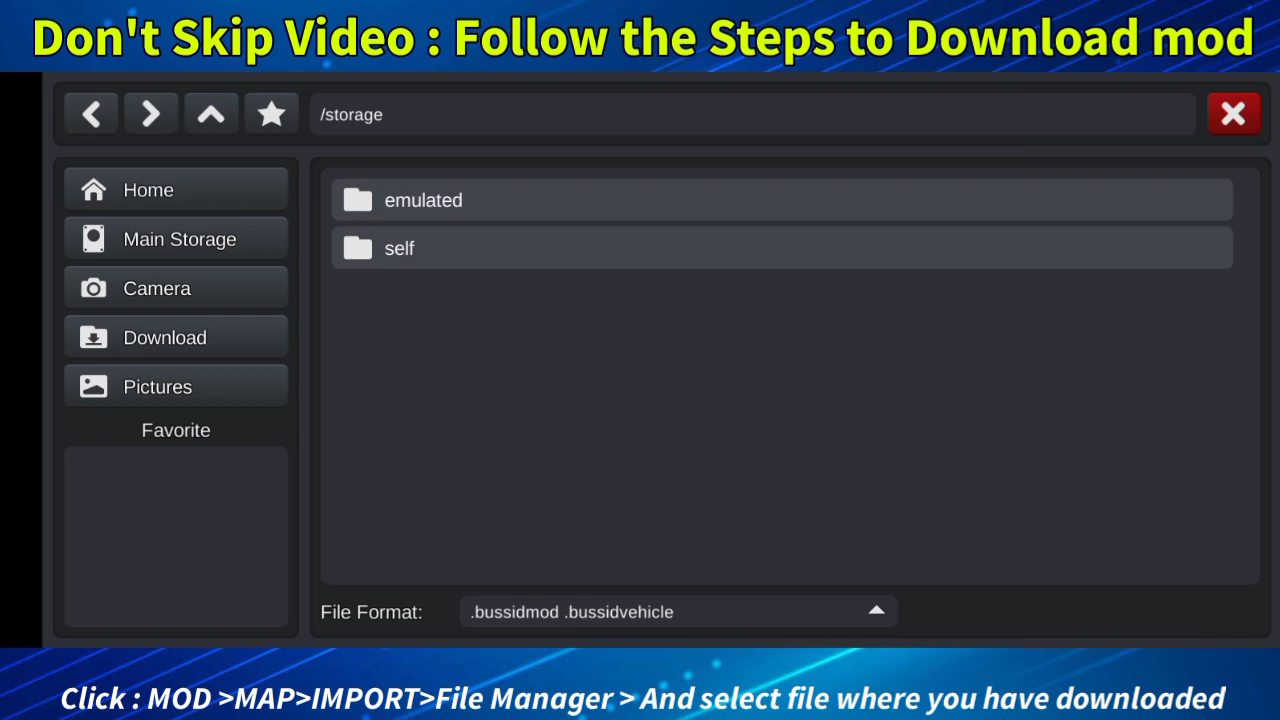 Don't Skip Video : Follow the Steps to Download mod
/storage
Home
Main Storage
Camera
Download
Pictures
Favorite
emulated
self
File Format:
.bussidmod .bussidvehicle
Click : MOD >MAP>IMPORT>File Manager > And select file where you have downloaded